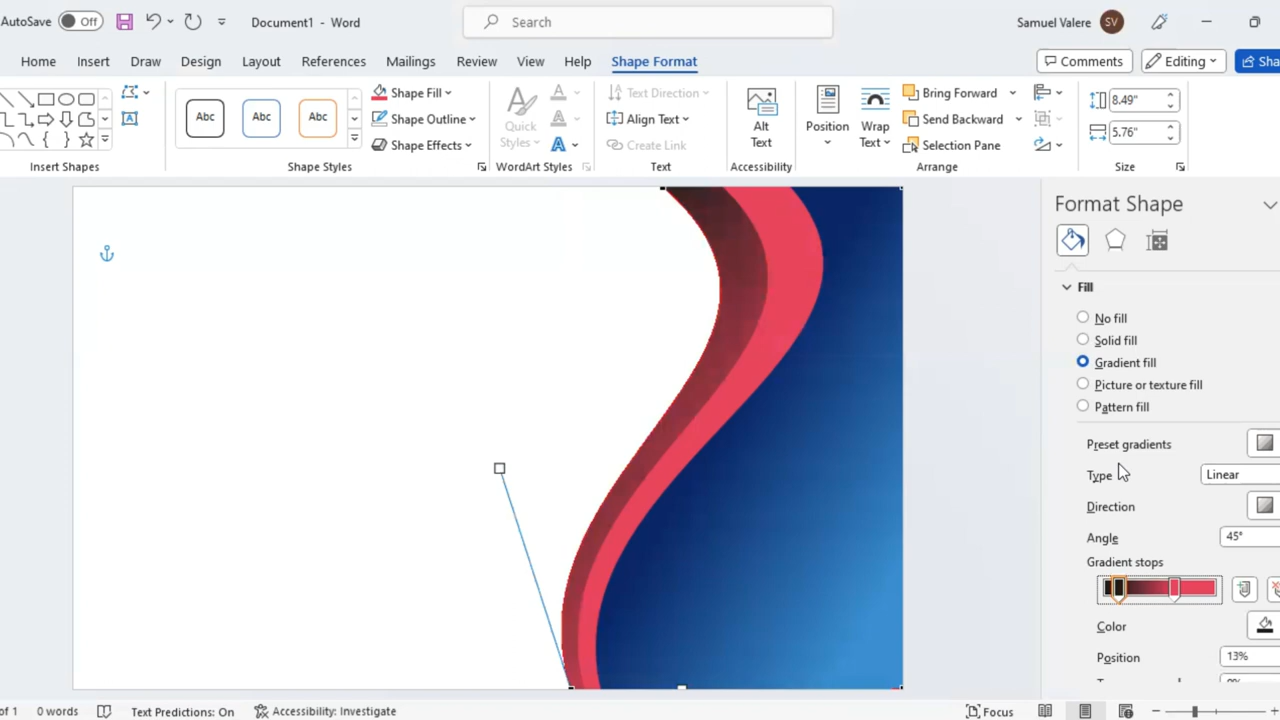 AutoSave Off Document1 - Word Search Samuel Valere SV
Home Insert Draw Design Layout References Mailings Review View Help Shape Format Comments Editing Sha
Abc Abc Abc
Shape Fill
Shape Outline
Shape Effects
Quick
Styles
Text Direction
Align Text
Create Link
Alt
Text
Position
Wrap
Text
Bring Forward
Send Backward
Selection Pane
8.49"
5.76"
Insert Shapes Shape Styles WordArt Styles Text Accessibility Arrange Size
Format Shape
Fill
No fill
Solid fill
Gradient fill
Picture or texture fill
Pattern fill
Preset gradients
Type Linear
Direction
Angle 45°
Gradient stops
Color
Position 13%
of 1 0 words Text Predictions: On Accessibility: Investigate Focus